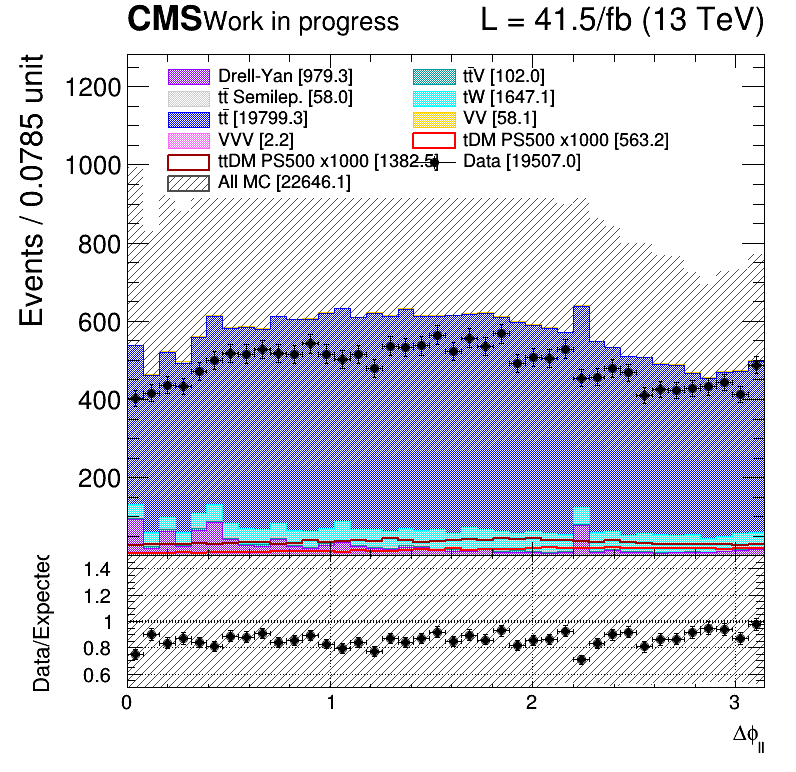 CMS Work in progress L = 41.5/fb (13 TeV)
Events / 0.0785 unit
1200
1000
800
600
400
200
Drell-Yan [979.3] tt̄V [102.0]
tt̄ Semilep. [58.0] tW [1647.1]
tt̄ [19799.3] VV [58.1]
VVV [2.2] tDM PS500 x1000 [563.2]
ttDM PS500 x1000 [1382.5] Data [19507.0]
All MC [22646.1]
Data/Expected
1.4
1.2
1
0.8
0.6
0 1 2 3
Δϕll